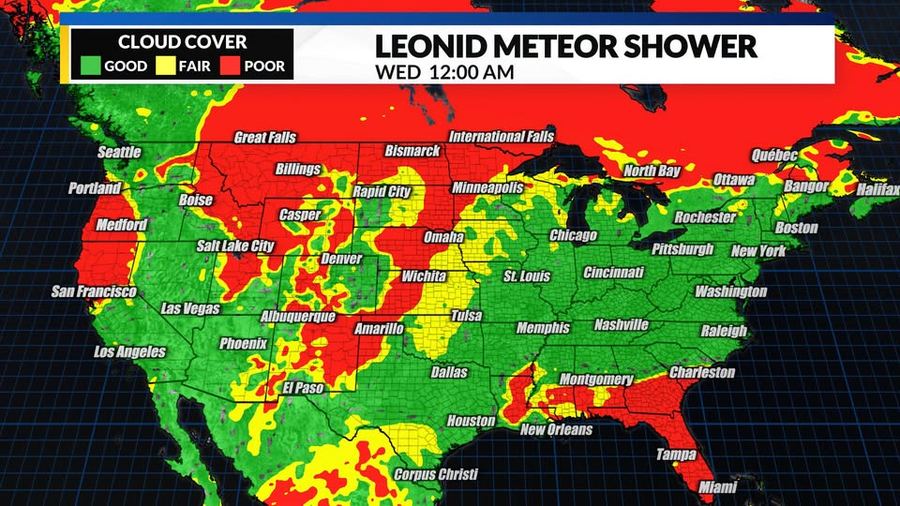 CLOUD COVER
GOOD FAIR POOR
LEONID METEOR SHOWER
WED 12:00 AM
Great Falls
International Falls
Seattle
Bismarck
Québec
Billings
North Bay
Ottawa
Portland
Rapid City
Minneapolis
Bangor
Halifax
Boise
Casper
Medford
Rochester
Boston
Salt Lake City
Omaha
Chicago
Denver
Pittsburgh
New York
Wichita
St. Louis
Cincinnati
San Francisco
Washington
Las Vegas
Albuquerque
Tulsa
Amarillo
Memphis
Nashville
Raleigh
Phoenix
Los Angeles
Dallas
Montgomery
Charleston
El Paso
Houston
New Orleans
Tampa
Corpus Christi
Miami